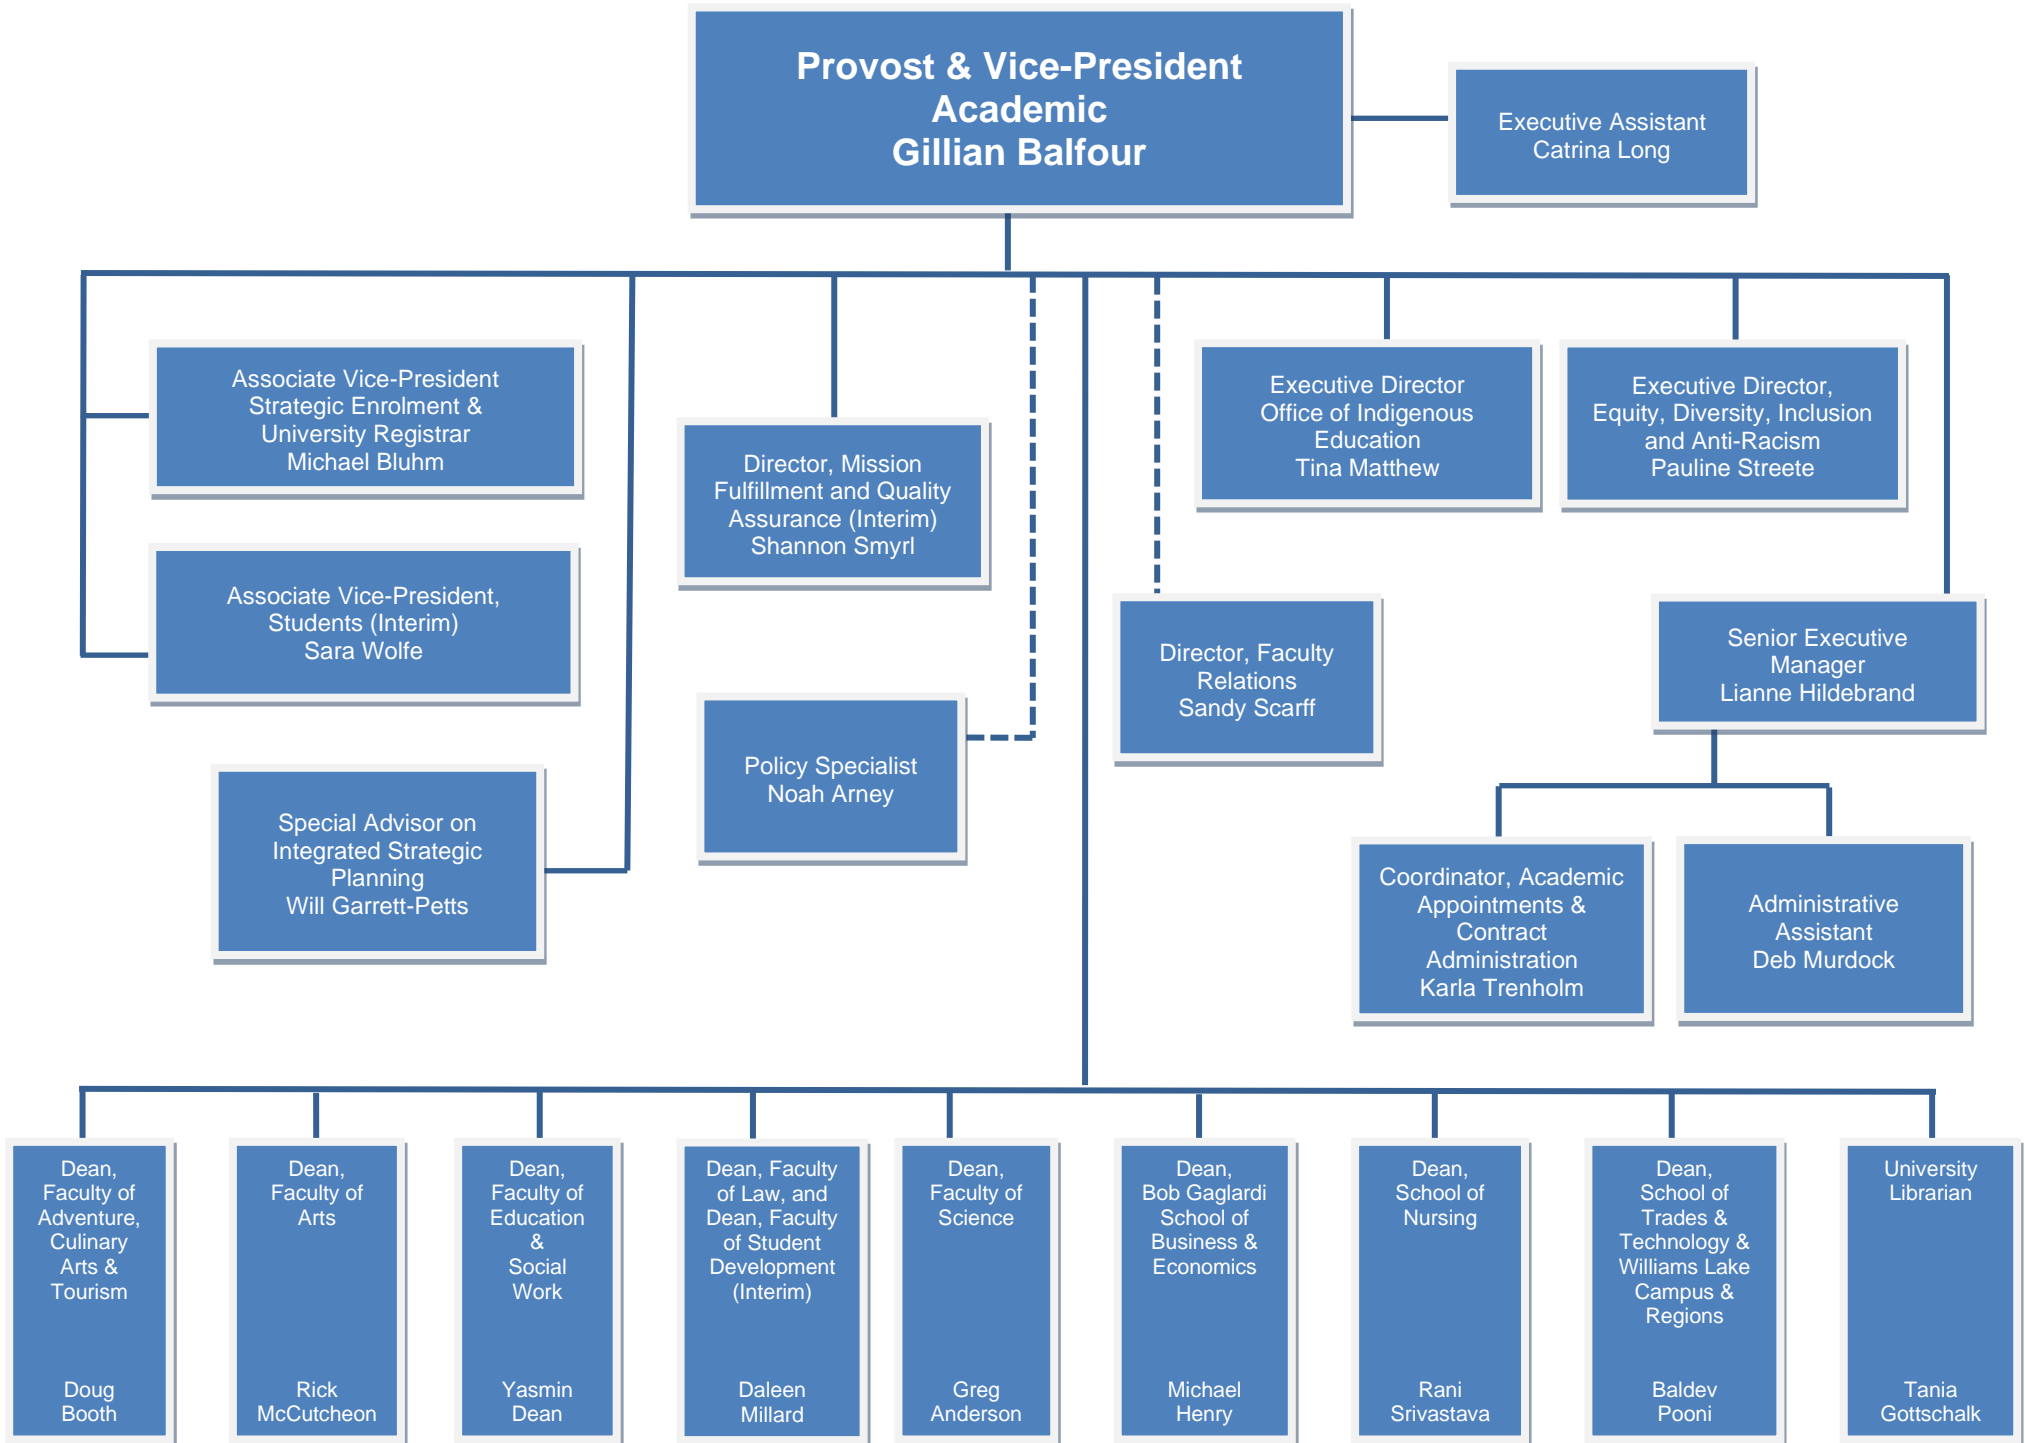 Provost & Vice-President
Academic
Gillian Balfour
Executive Assistant
Catrina Long
Associate Vice-President
Strategic Enrolment &
University Registrar
Michael Bluhm
Associate Vice-President,
Students (Interim)
Sara Wolfe
Special Advisor on
Integrated Strategic
Planning
Will Garrett-Petts
Director, Mission
Fulfillment and Quality
Assurance (Interim)
Shannon Smyrl
Policy Specialist
Noah Arney
Director, Faculty
Relations
Sandy Scarff
Executive Director
Office of Indigenous
Education
Tina Matthew
Executive Director,
Equity, Diversity, Inclusion
and Anti-Racism
Pauline Streete
Senior Executive
Manager
Lianne Hildebrand
Coordinator, Academic
Appointments &
Contract
Administration
Karla Trenholm
Administrative
Assistant
Deb Murdock
Dean,
Faculty of
Adventure,
Culinary
Arts &
Tourism
Doug
Booth
Dean,
Faculty of
Arts
Rick
McCutcheon
Dean,
Faculty of
Education
&
Social
Work
Yasmin
Dean
Dean, Faculty
of Law, and
Dean, Faculty
of Student
Development
(Interim)
Daleen
Millard
Dean,
Faculty of
Science
Greg
Anderson
Dean,
Bob Gaglardi
School of
Business &
Economics
Michael
Henry
Dean,
School of
Nursing
Rani
Srivastava
Dean,
School of
Trades &
Technology &
Williams Lake
Campus &
Regions
Baldev
Pooni
University
Librarian
Tania
Gottschalk